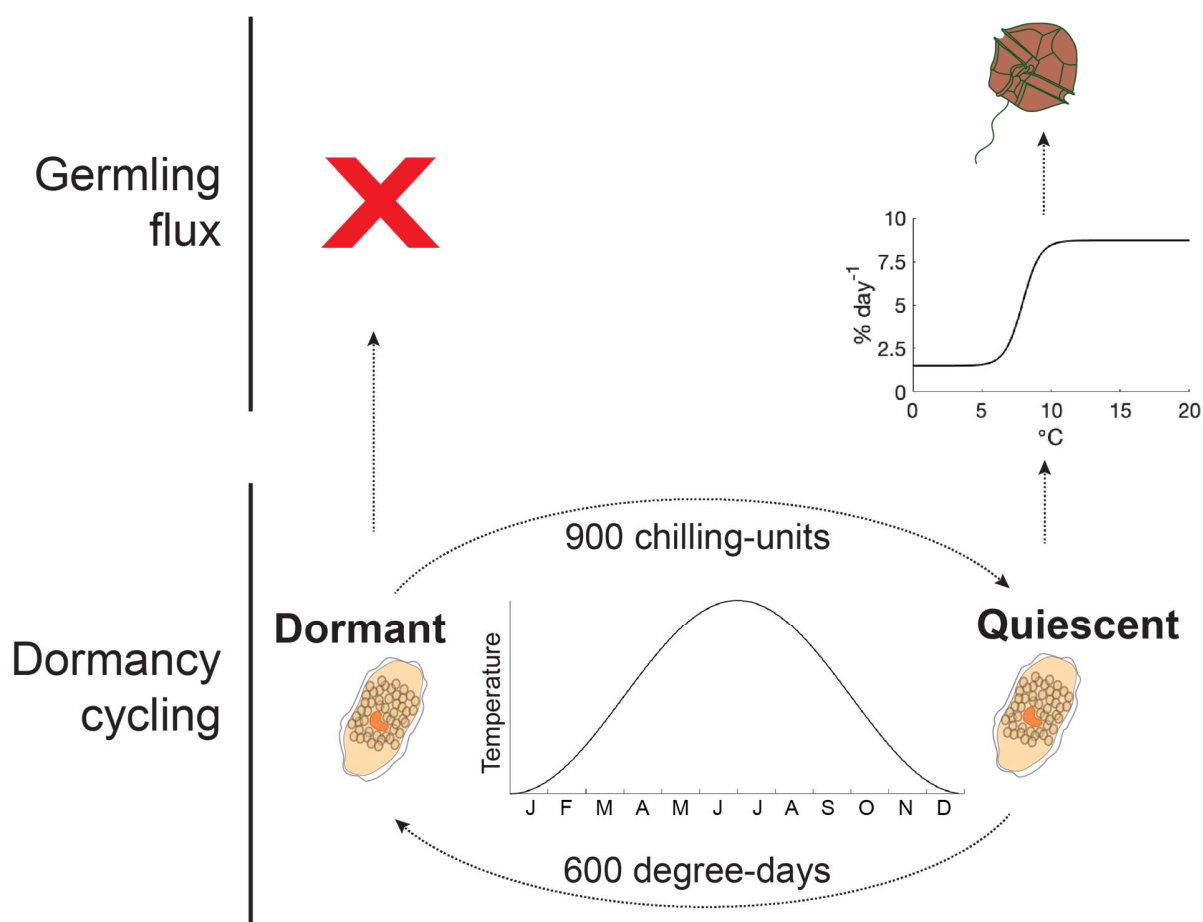 Germling
flux
10
7.5
5
2.5
0
% day-1
0 5 10 15 20
°C
900 chilling-units
Dormant
Quiescent
Dormancy
cycling
Temperature
J F M A M J J A S O N D
600 degree-days